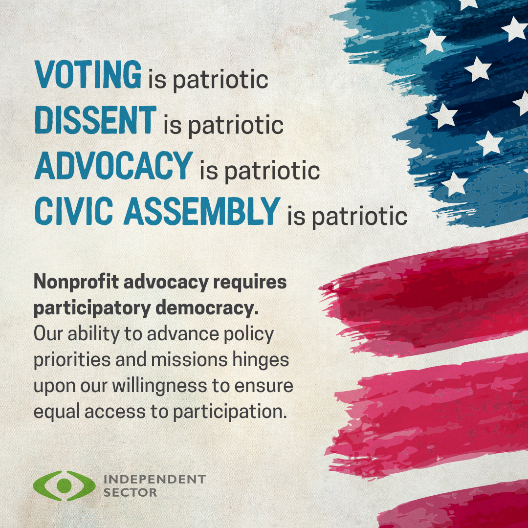 VOTING is patriotic
DISSENT is patriotic
ADVOCACY is patriotic
CIVIC ASSEMBLY is patriotic
Nonprofit advocacy requires
participatory democracy.
Our ability to advance policy
priorities and missions hinges
upon our willingness to ensure
equal access to participation.
INDEPENDENT
SECTOR